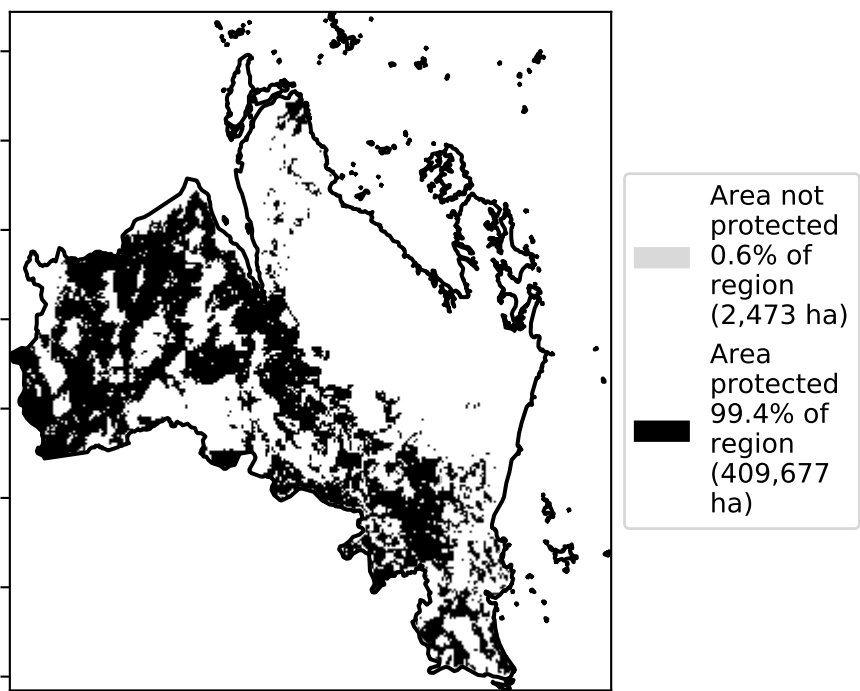 Area not
protected
0.6% of
region
(2,473 ha)
Area
protected
99.4% of
region
(409,677
ha)